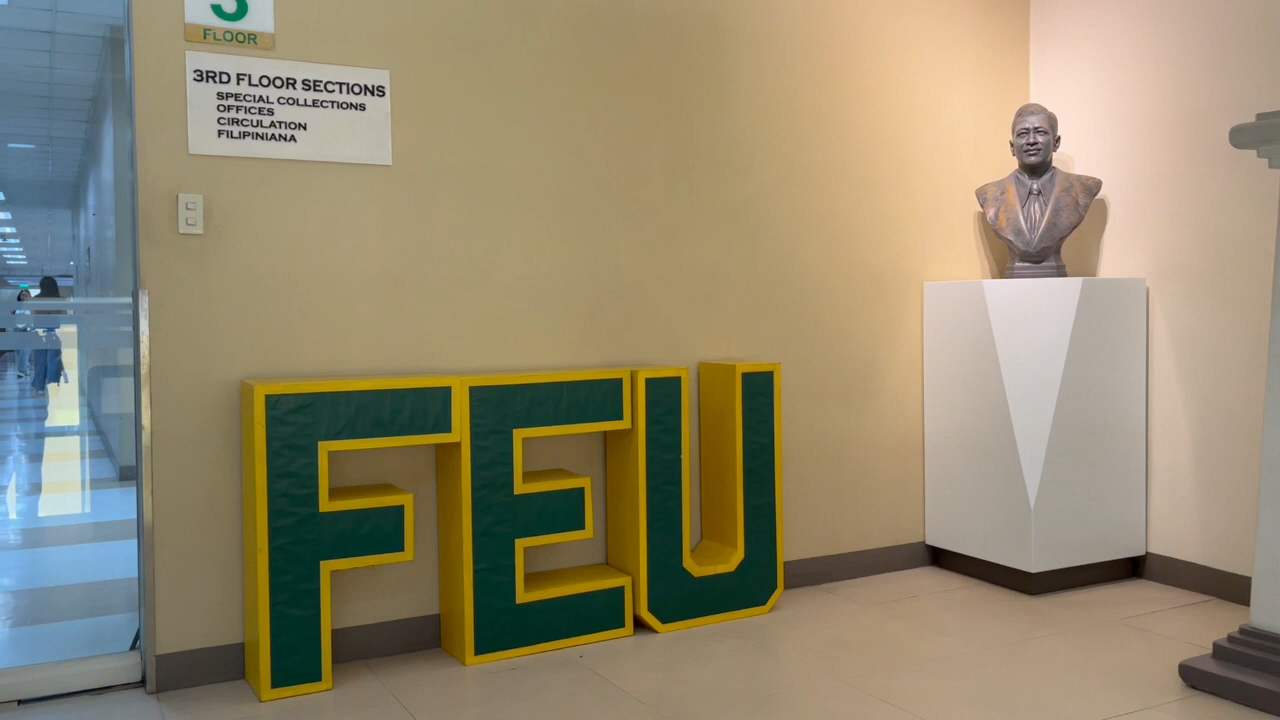 3
FLOOR
3RD FLOOR SECTIONS
SPECIAL COLLECTIONS
OFFICES
CIRCULATION
FILIPINIANA
FEU